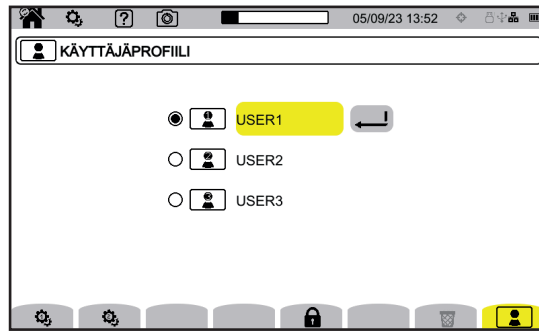 05/09/23 13:52
KÄYTTÄJÄPROFIILI
USER1
USER2
USER3